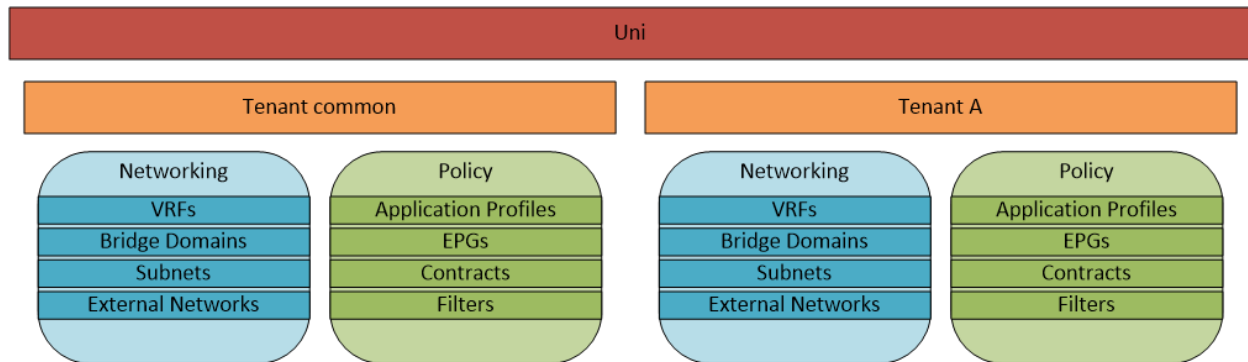 Uni
Tenant common
Tenant A
Networking
VRFs
Bridge Domains
Subnets
External Networks
Policy
Application Profiles
EPGs
Contracts
Filters
Networking
VRFs
Bridge Domains
Subnets
External Networks
Policy
Application Profiles
EPGs
Contracts
Filters